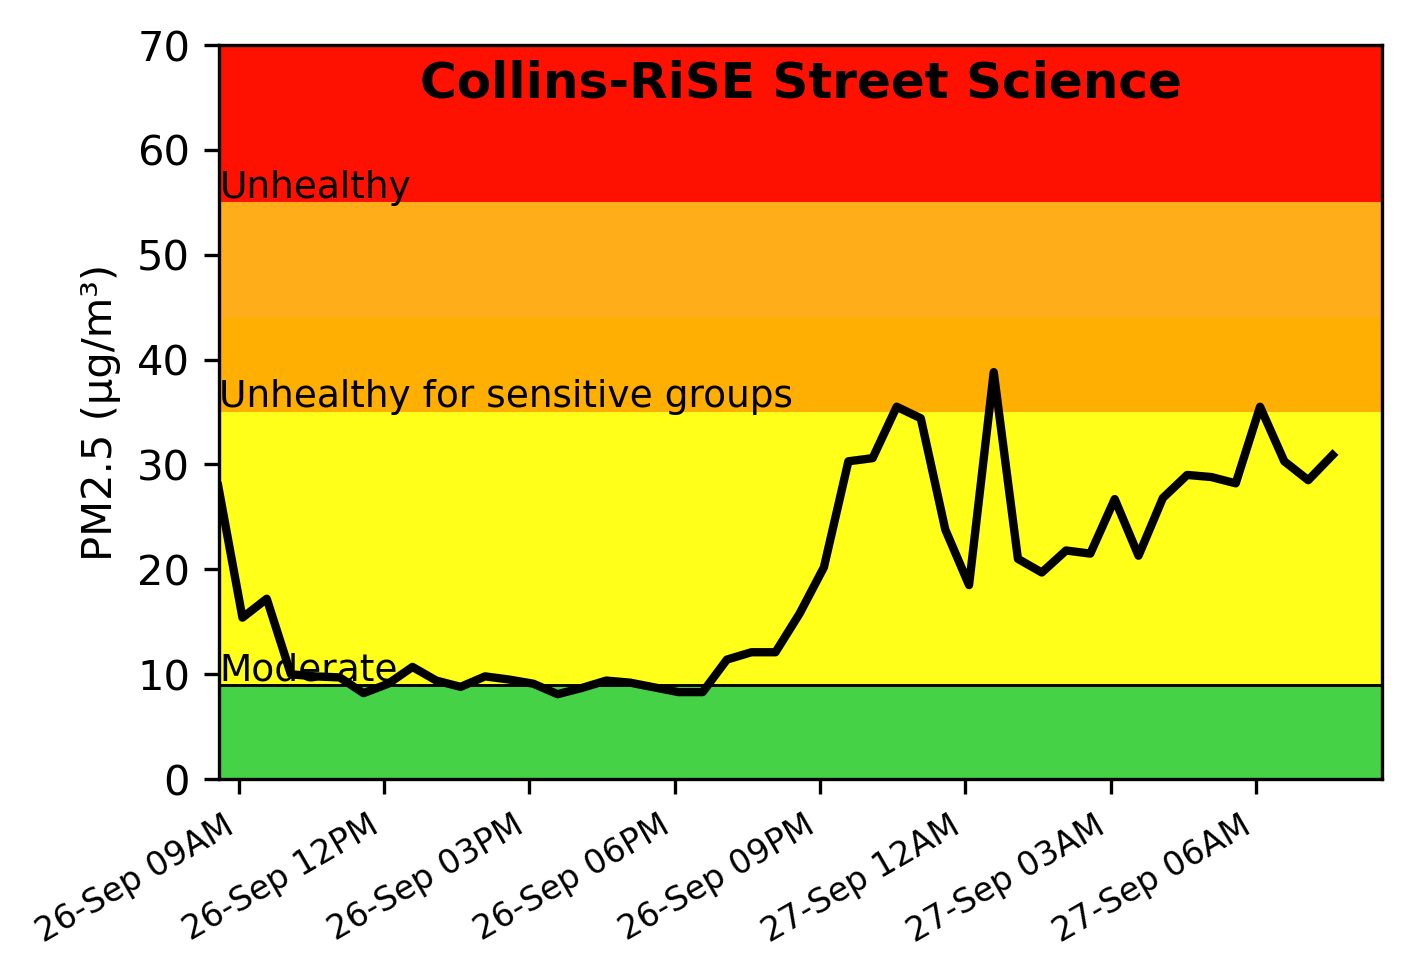 Collins-RiSE Street Science
PM2.5 (µg/m³)
70
60
50
40
30
20
10
0
Unhealthy
Unhealthy for sensitive groups
Moderate
26-Sep 09AM
26-Sep 12PM
26-Sep 03PM
26-Sep 06PM
26-Sep 09PM
27-Sep 12AM
27-Sep 03AM
27-Sep 06AM